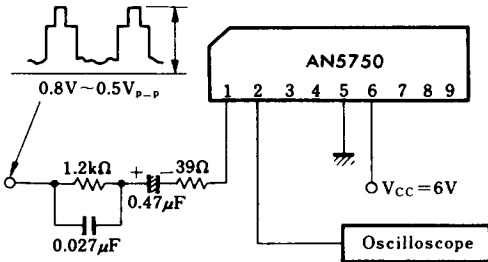 AN5750
1 2 3 4 5 6 7 8 9
0.8V~0.5Vp-p
1.2kΩ
+ − 39Ω
0.47μF
0.027μF
VCC=6V
Oscilloscope